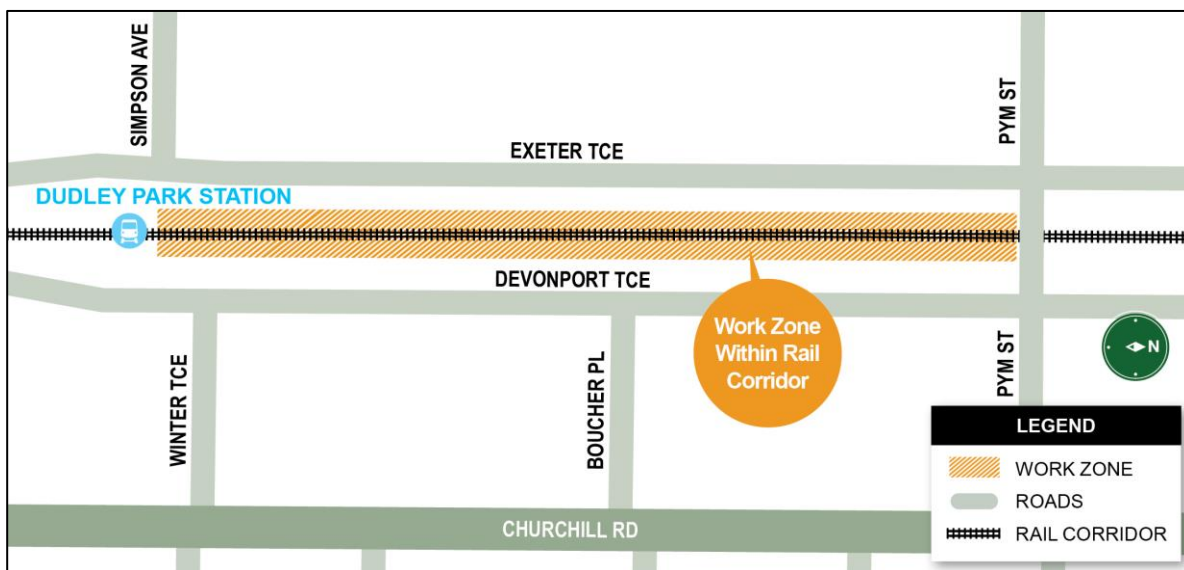 SIMPSON AVE
PYM ST
EXETER TCE
DUDLEY PARK STATION
DEVONPORT TCE
Work Zone
Within Rail
Corridor
N
WINTER TCE
BOUCHER PL
PYM ST
CHURCHILL RD
LEGEND
WORK ZONE
ROADS
RAIL CORRIDOR